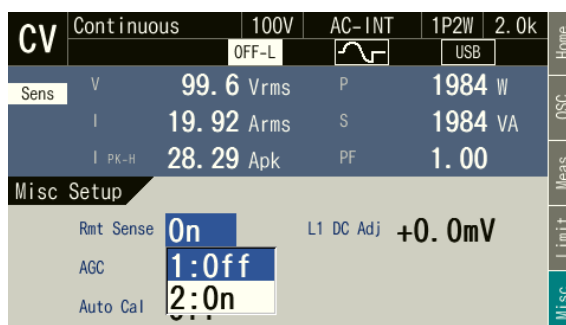 CV Continuous 100V AC-INT 1P2W 2.0k
OFF-L USB
Sens V 99.6 Vrms P 1984 W
I 19.92 Arms S 1984 VA
I PK-H 28.29 Apk PF 1.00
Misc Setup
Rmt Sense On L1 DC Adj +0.0mV
AGC 1:Off
Auto Cal 2:On
Home
OSC
Meas
Limit
Misc